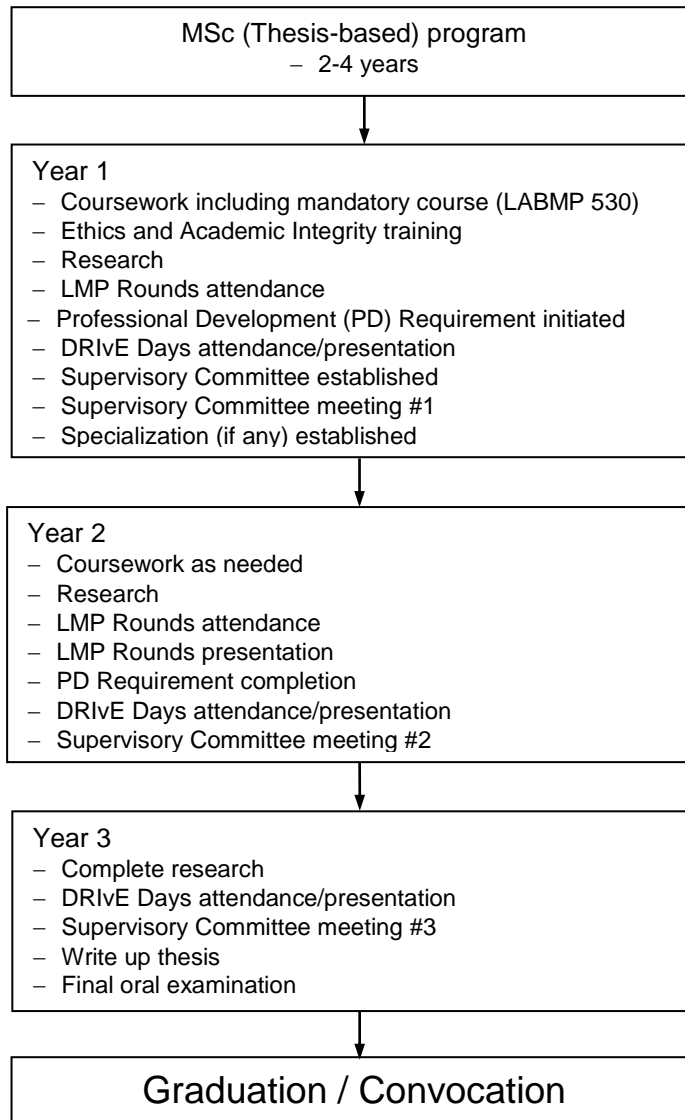 MSc (Thesis-based) program
– 2-4 years
Year 1
– Coursework including mandatory course (LABMP 530)
– Ethics and Academic Integrity training
– Research
– LMP Rounds attendance
– Professional Development (PD) Requirement initiated
– DRIvE Days attendance/presentation
– Supervisory Committee established
– Supervisory Committee meeting #1
– Specialization (if any) established
Year 2
– Coursework as needed
– Research
– LMP Rounds attendance
– LMP Rounds presentation
– PD Requirement completion
– DRIvE Days attendance/presentation
– Supervisory Committee meeting #2
Year 3
– Complete research
– DRIvE Days attendance/presentation
– Supervisory Committee meeting #3
– Write up thesis
– Final oral examination
Graduation / Convocation